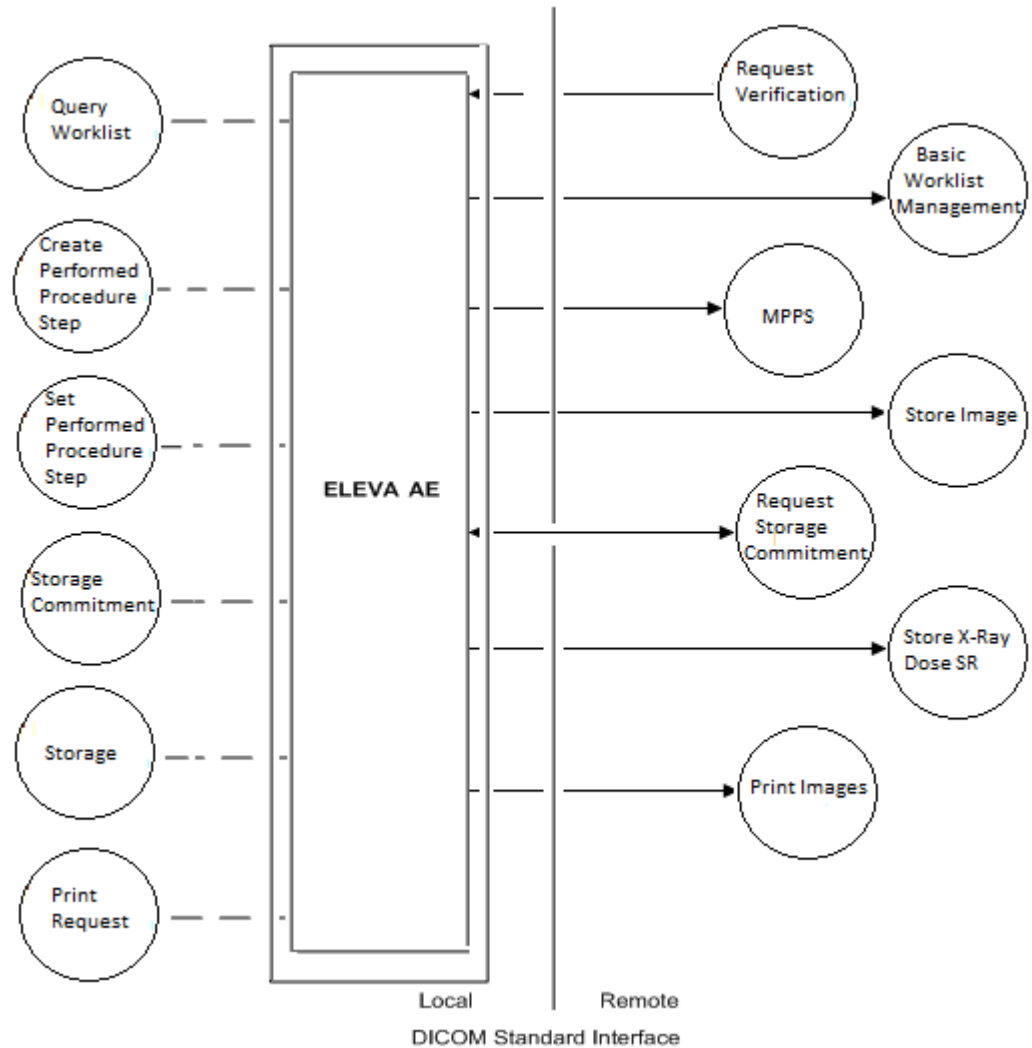 Query
Worklist
Create
Performed
Procedure
Step
Set
Performed
Procedure
Step
Storage
Commitment
Storage
Print
Request
ELEVA AE
Request
Verification
Basic
Worklist
Management
MPPS
Store Image
Request
Storage
Commitment
Store X-Ray
Dose SR
Print Images
Local
Remote
DICOM Standard Interface